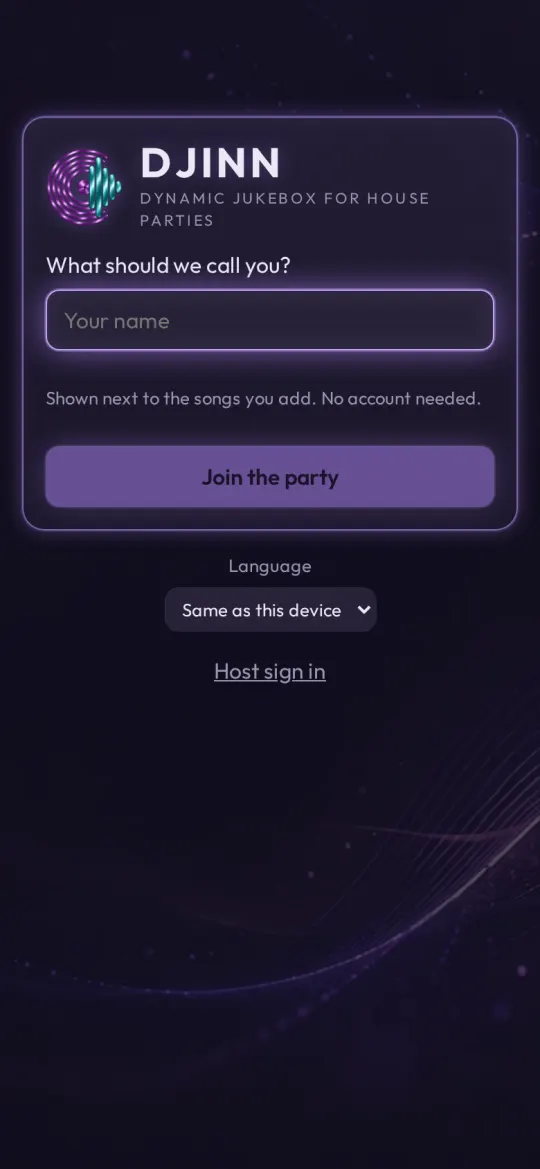 DJINN
DYNAMIC JUKEBOX FOR HOUSE
PARTIES
What should we call you?
Your name
Shown next to the songs you add. No account needed.
Join the party
Language
Same as this device
Host sign in